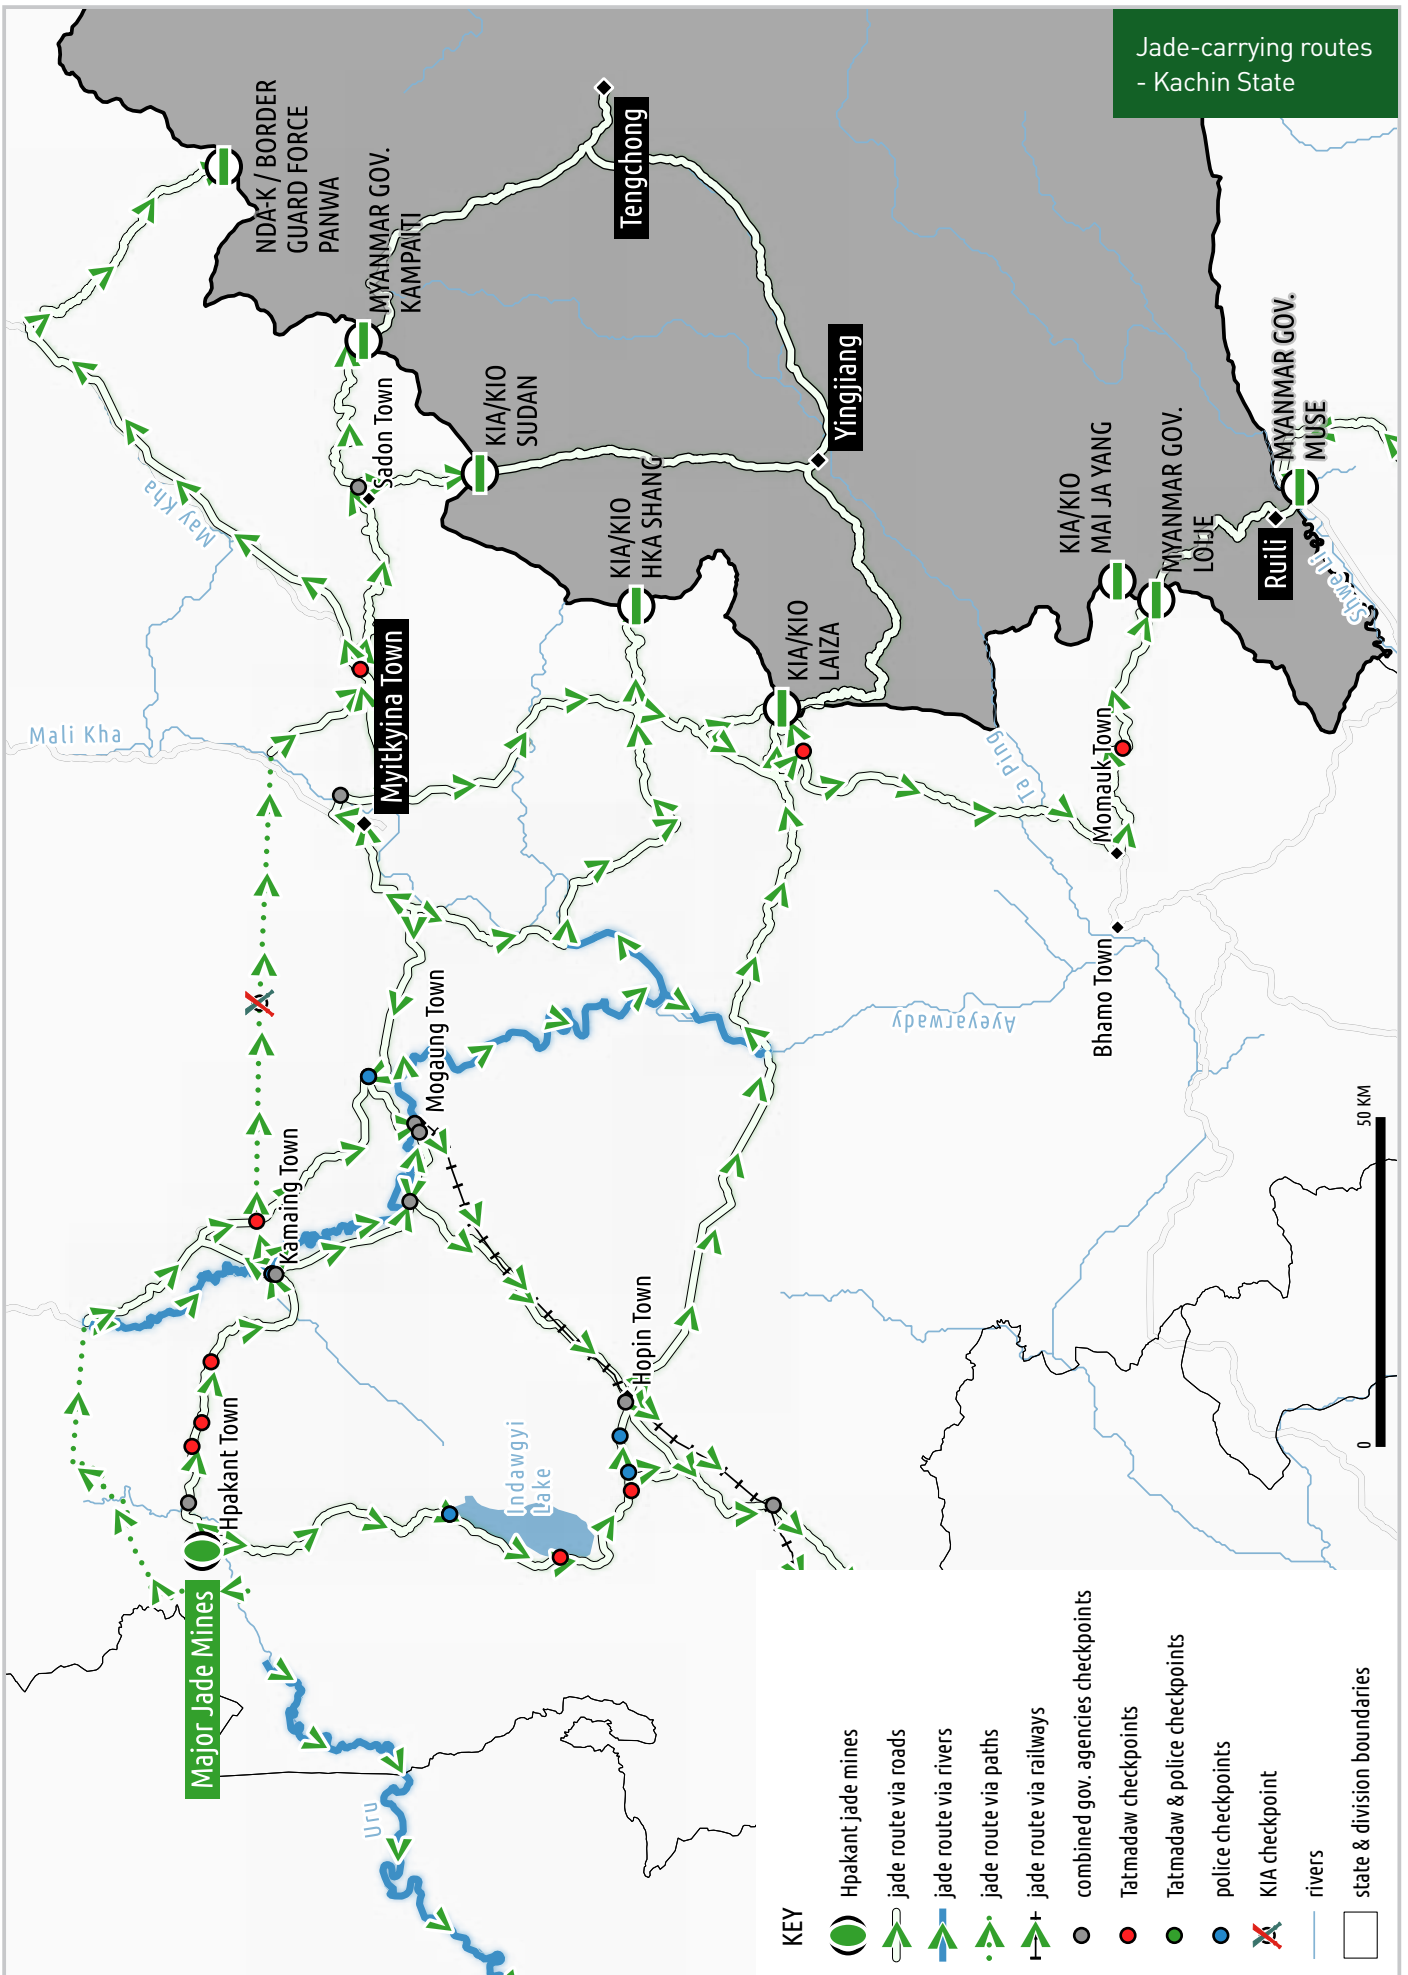 Jade-carrying routes
- Kachin State
NDA-K / BORDER
GUARD FORCE
PANWA
MYANMAR GOV.
KAMPAITI
Tengchong
Sadon Town
KIA/KIO
SUDAN
KIA/KIO
HKA SHANG
Yingjiang
KIA/KIO
LAIZA
KIA/KIO
MAI JA YANG
MYANMAR GOV.
LOIJE
MYANMAR GOV.
MUSE
Ruili
Shwe Li
May Kha
Mali Kha
Myitkyina Town
Ta Ping
Momauk Town
Bhamo Town
Ayeyarwady
Mogaung Town
Kamaing Town
Hopin Town
Hpakant Town
Indawgyi
Lake
Major Jade Mines
Uru
0
50 KM
KEY
Hpakant jade mines
jade route via roads
jade route via rivers
jade route via paths
jade route via railways
combined gov. agencies checkpoints
Tatmadaw checkpoints
Tatmadaw & police checkpoints
police checkpoints
KIA checkpoint
rivers
state & division boundaries